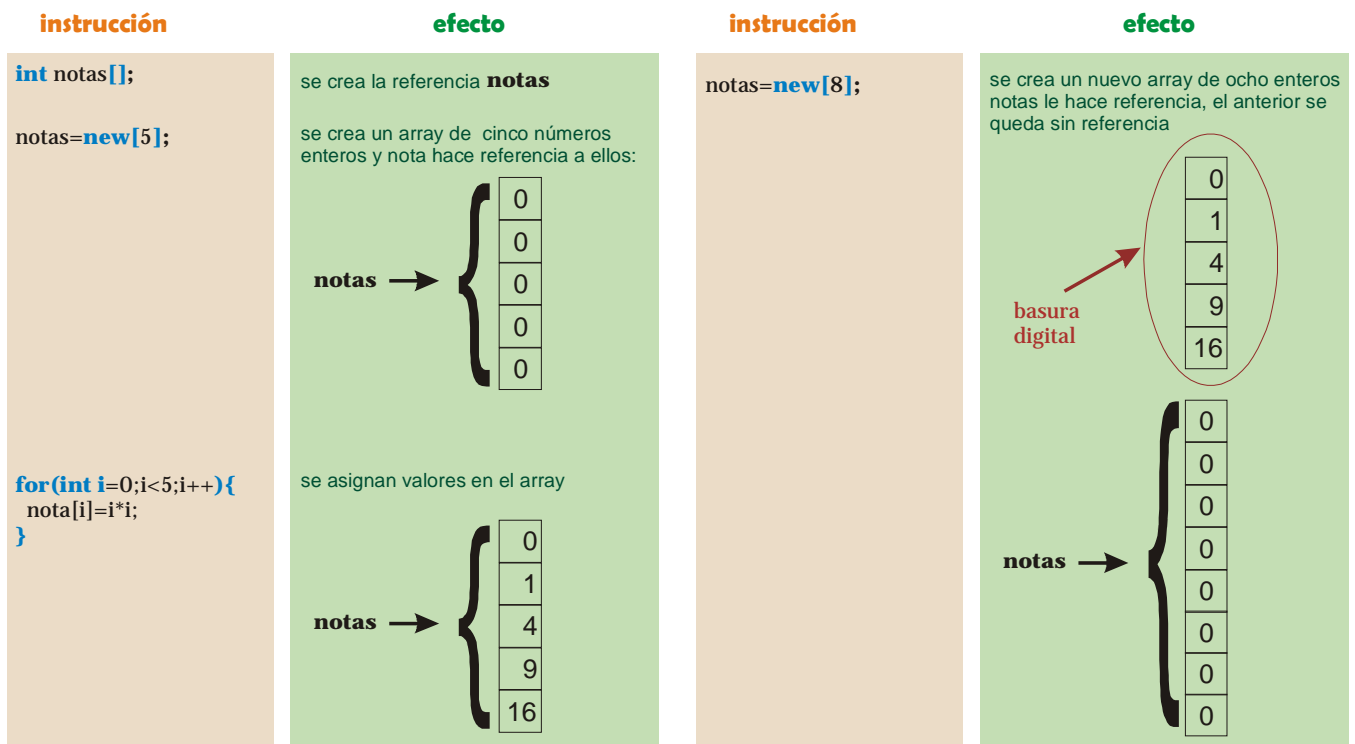 instrucción
efecto
int notas[];
se crea la referencia notas
notas=new[5];
se crea un array de cinco números
enteros y nota hace referencia a ellos:
0
0
notas
0
0
0
for(int i=0;i<5;i++){
nota[i]=i*i;
}
se asignan valores en el array
0
1
notas
4
9
16
instrucción
efecto
notas=new[8];
se crea un nuevo array de ocho enteros
notas le hace referencia, el anterior se
queda sin referencia
0
1
4
9
16
basura
digital
0
0
0
notas
0
0
0
0
0